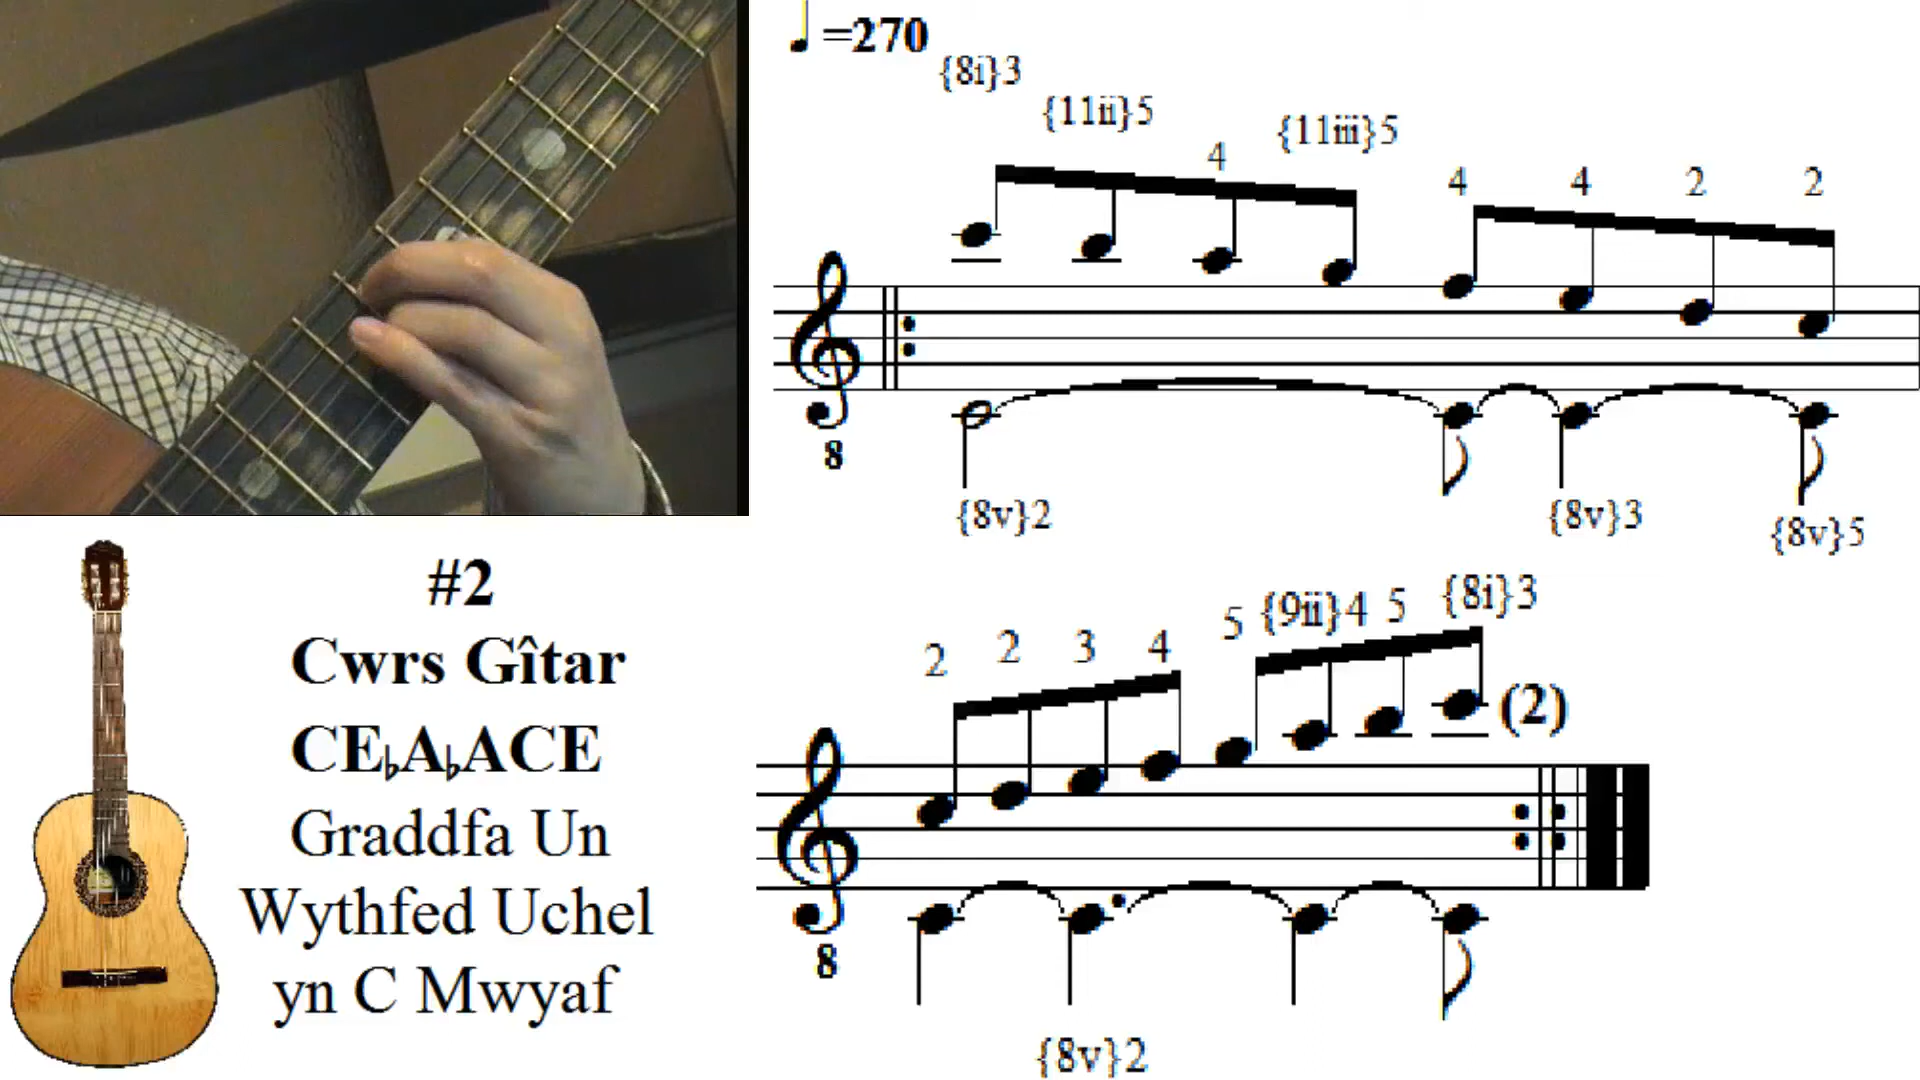 ♩=270
{8i}3
{11ii}5
4
{11iii}5
4
4
2
2
8
{8v}2
{8v}3
{8v}5
#2
Cwrs Gîtar
CE♭A♭ACE
Graddfa Un
Wythfed Uchel
yn C Mwyaf
2
2
3
4
5
{9ii}4
5
{8i}3
(2)
8
{8v}2